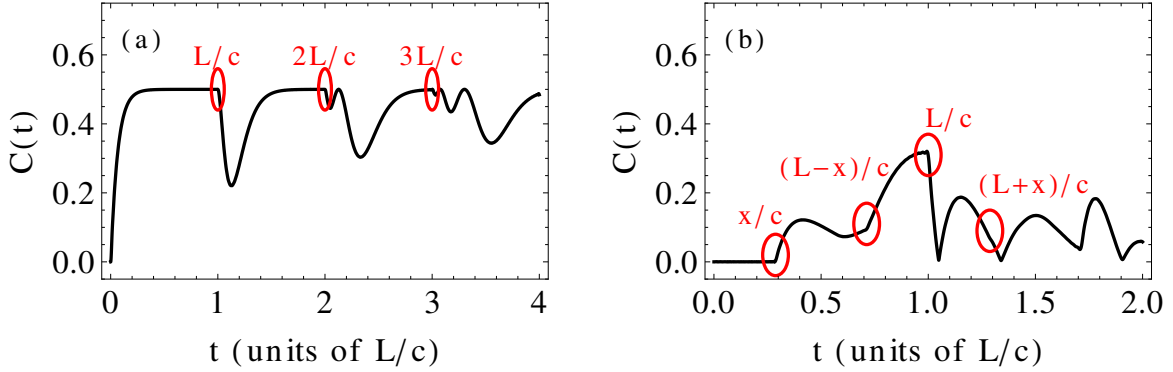 (a)
L/c
2L/c
3L/c
C(t)
0.6
0.4
0.2
0.0
0
1
2
3
4
t (units of L/c)
(b)
x/c
(L−x)/c
L/c
(L+x)/c
C(t)
0.6
0.4
0.2
0.0
0.0
0.5
1.0
1.5
2.0
t (units of L/c)